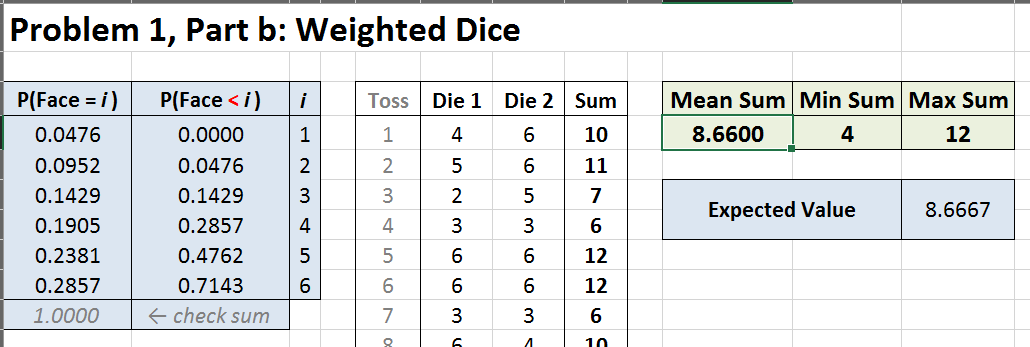 Problem 1, Part b: Weighted Dice
P(Face = i) P(Face < i) i Toss Die 1 Die 2 Sum Mean Sum Min Sum Max Sum
0.0476 0.0000 1 1 4 6 10 8.6600 4 12
0.0952 0.0476 2 2 5 6 11
0.1429 0.1429 3 3 2 5 7 Expected Value 8.6667
0.1905 0.2857 4 4 3 3 6
0.2381 0.4762 5 5 6 6 12
0.2857 0.7143 6 6 6 6 12
1.0000 ← check sum 7 3 3 6
8 6 4 10